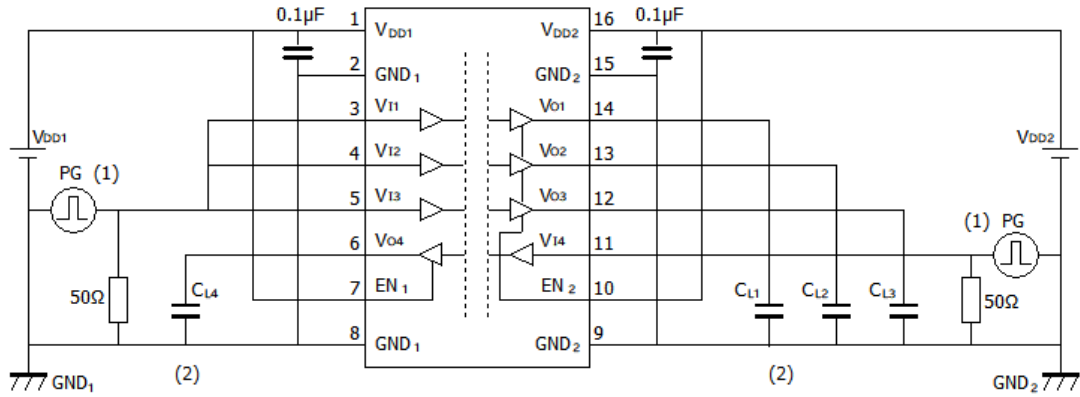 0.1µF 1 16 0.1µF
VDD1 VDD2
2 15
GND1 GND2
3 VI1 VO1 14
VDD1 VDD2
4 VI2 VO2 13
PG (1)
5 VI3 VO3 12
(1) PG
6 VO4 VI4 11
50Ω CL4 7 EN1 EN2 10 CL1 CL2 CL3 50Ω
8 GND1 GND2 9
GND1 (2) (2) GND2